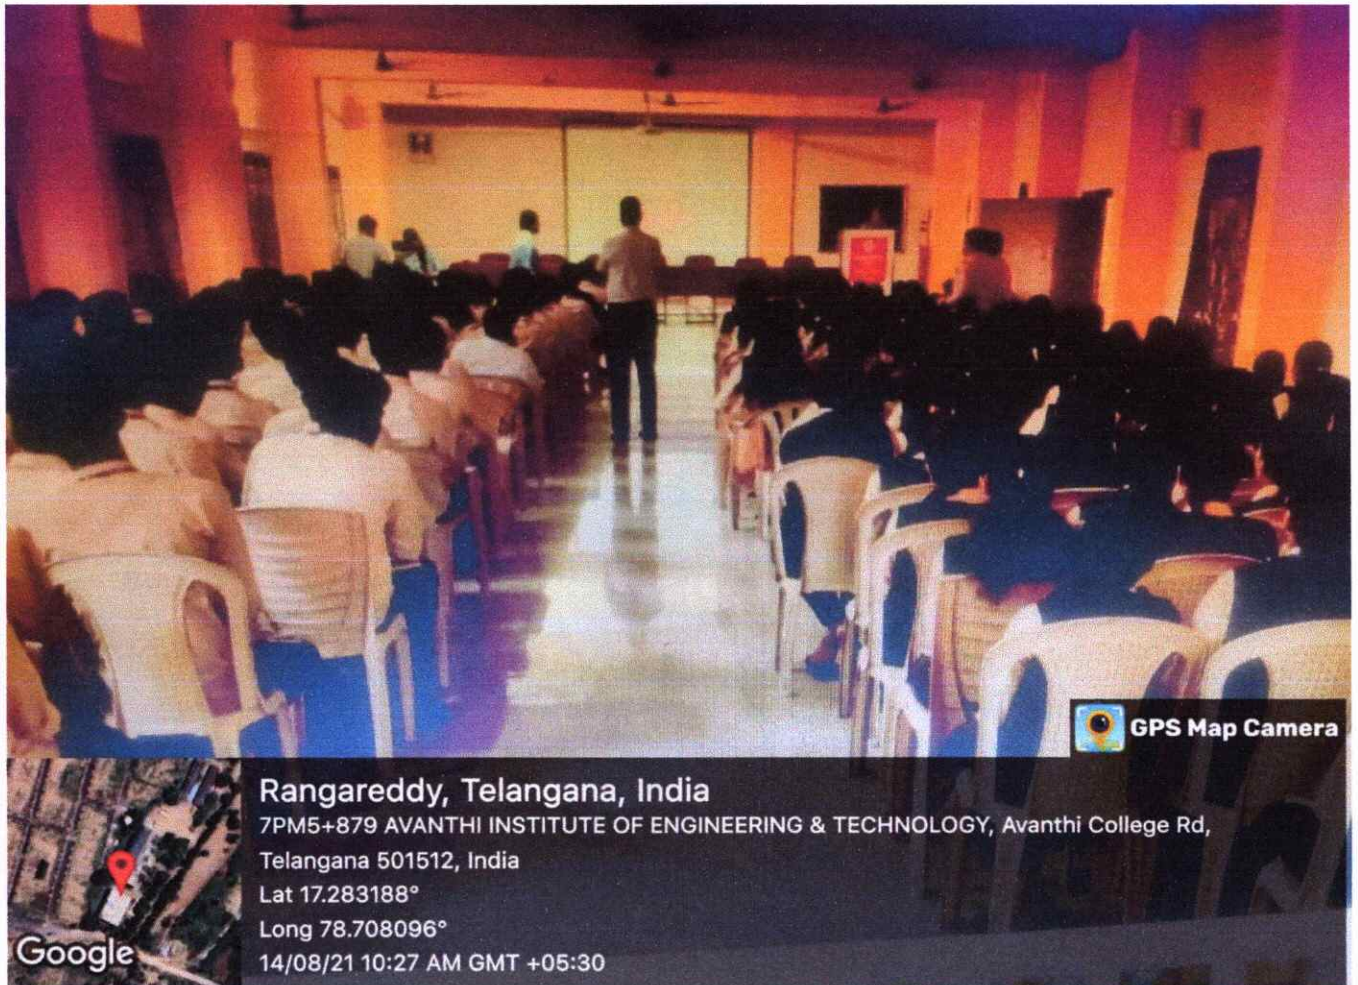 GPS Map Camera
Rangareddy, Telangana, India
7PM5+879 AVANTHI INSTITUTE OF ENGINEERING & TECHNOLOGY, Avanthi College Rd,
Telangana 501512, India
Lat 17.283188°
Long 78.708096°
14/08/21 10:27 AM GMT +05:30
Google